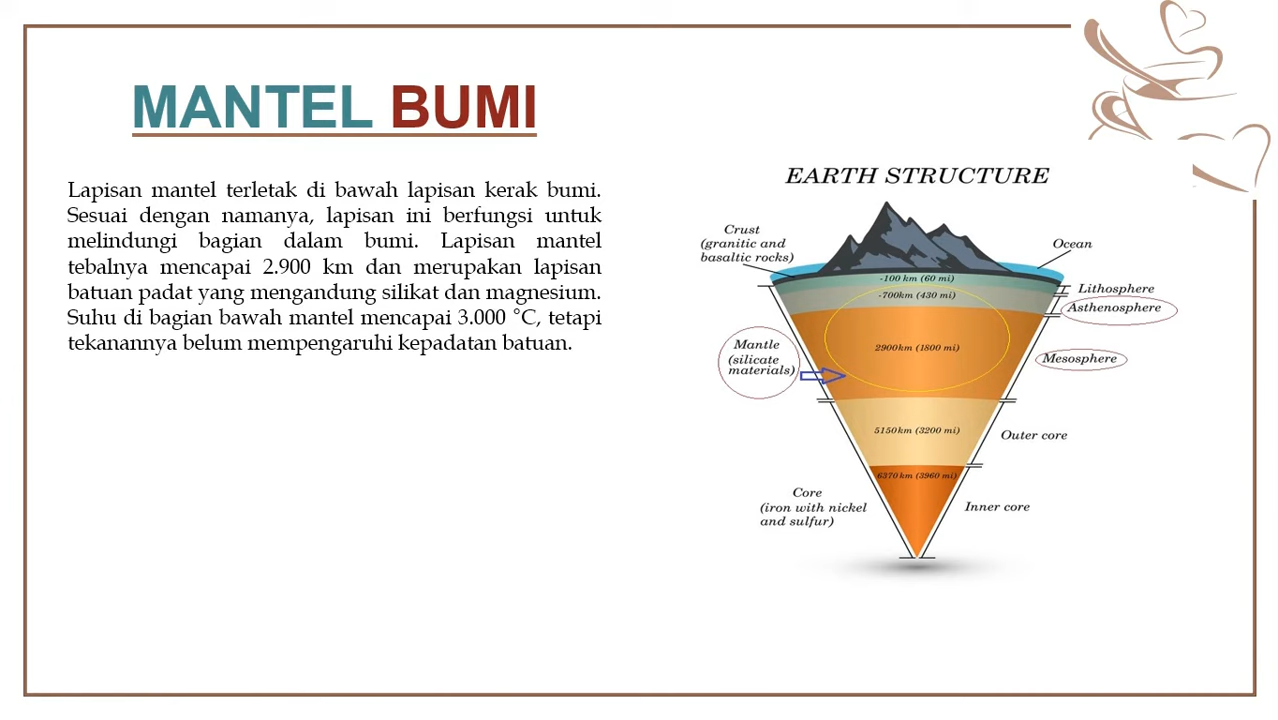 MANTEL BUMI
Lapisan mantel terletak di bawah lapisan kerak bumi.
Sesuai dengan namanya, lapisan ini berfungsi untuk
melindungi bagian dalam bumi. Lapisan mantel
tebalnya mencapai 2.900 km dan merupakan lapisan
batuan padat yang mengandung silikat dan magnesium.
Suhu di bagian bawah mantel mencapai 3.000 °C, tetapi
tekanannya belum mempengaruhi kepadatan batuan.
EARTH STRUCTURE
Crust
(granitic and
basaltic rocks)
Ocean
-100 km (60 mi)
Lithosphere
-700km (430 mi)
Asthenosphere
Mantle
(silicate
materials)
2900km (1800 mi)
Mesosphere
5150km (3200 mi)
Outer core
6370 km (3960 mi)
Core
(iron with nickel
and sulfur)
Inner core